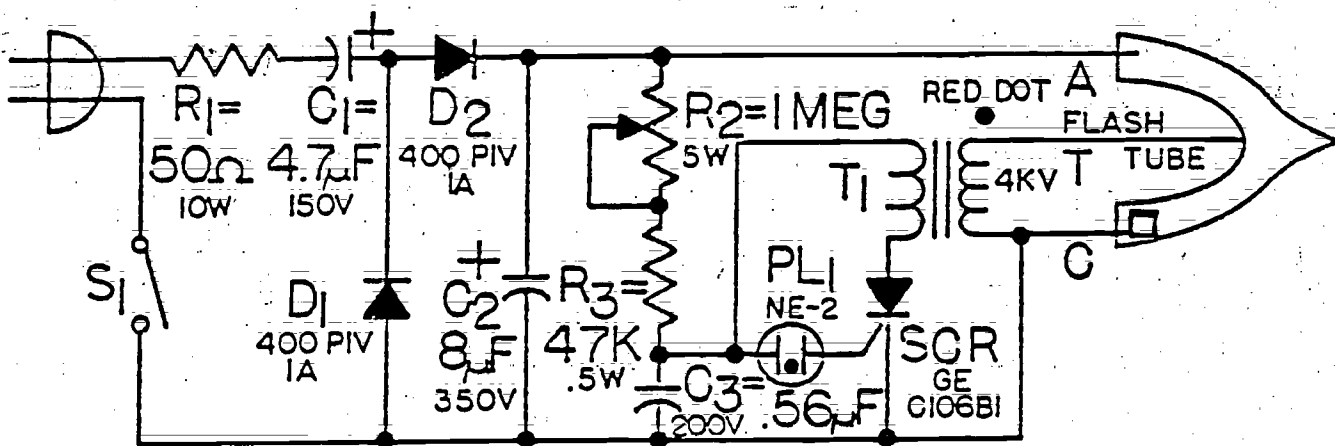 R1=
50Ω
10W
C1=
4.7µF
150V
+
D2
400 PIV
1A
R2=1 MEG
.5W
RED DOT
A
FLASH
TUBE
T1
4KV
T
C
S1
D1
400 PIV
1A
+
C2
8µF
350V
R3=
47K
.5W
PL1
NE-2
C3=
.56µF
200V
SCR
GE
C106B1